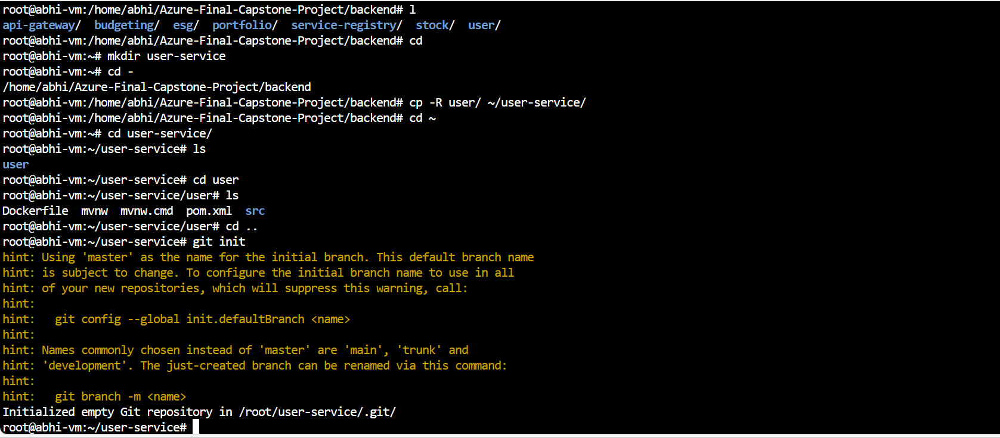 root@abhi-vm:/home/abhi/Azure-Final-Capstone-Project/backend# l
api-gateway/  budgeting/  esg/  portfolio/  service-registry/  stock/  user/
root@abhi-vm:/home/abhi/Azure-Final-Capstone-Project/backend# cd
root@abhi-vm:~# mkdir user-service
root@abhi-vm:~# cd -
/home/abhi/Azure-Final-Capstone-Project/backend
root@abhi-vm:/home/abhi/Azure-Final-Capstone-Project/backend# cp -R user/ ~/user-service/
root@abhi-vm:/home/abhi/Azure-Final-Capstone-Project/backend# cd ~
root@abhi-vm:~# cd user-service/
root@abhi-vm:~/user-service# ls
user
root@abhi-vm:~/user-service# cd user
root@abhi-vm:~/user-service/user# ls
Dockerfile  mvnw  mvnw.cmd  pom.xml  src
root@abhi-vm:~/user-service/user# cd ..
root@abhi-vm:~/user-service# git init
hint: Using 'master' as the name for the initial branch. This default branch name
hint: is subject to change. To configure the initial branch name to use in all
hint: of your new repositories, which will suppress this warning, call:
hint:
hint:   git config --global init.defaultBranch <name>
hint:
hint: Names commonly chosen instead of 'master' are 'main', 'trunk' and
hint: 'development'. The just-created branch can be renamed via this command:
hint:
hint:   git branch -m <name>
Initialized empty Git repository in /root/user-service/.git/
root@abhi-vm:~/user-service#